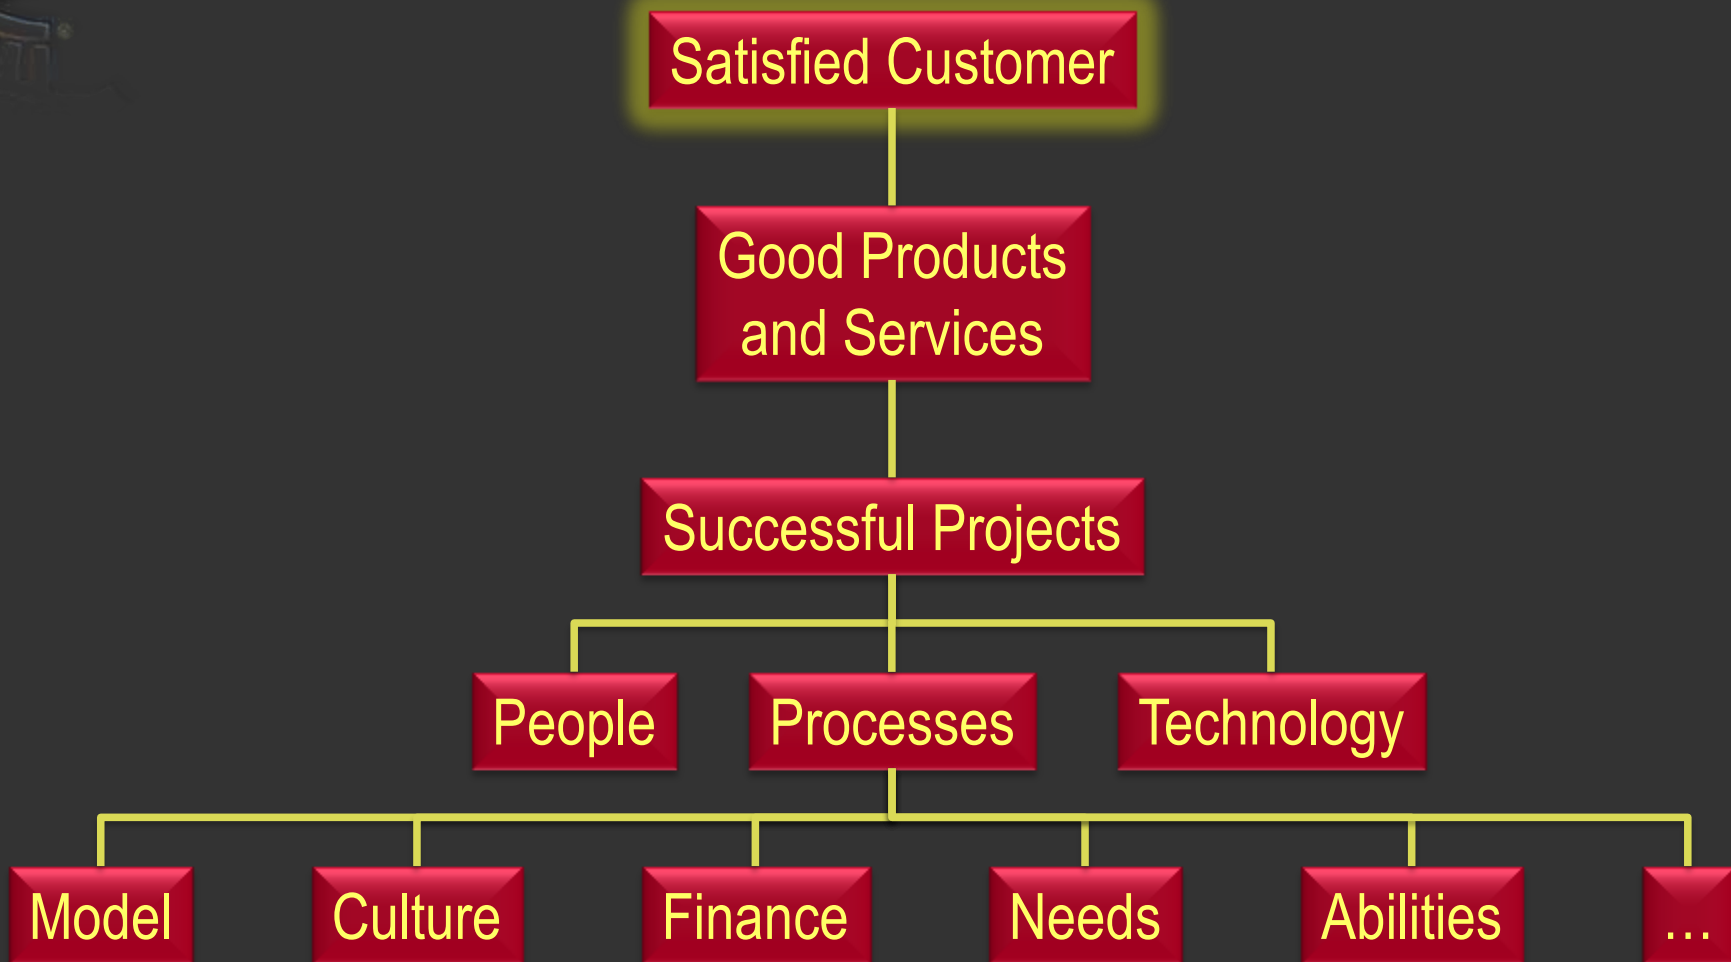 Satisfied Customer
Good Products
and Services
Successful Projects
People
Processes
Technology
Model
Culture
Finance
Needs
Abilities
...